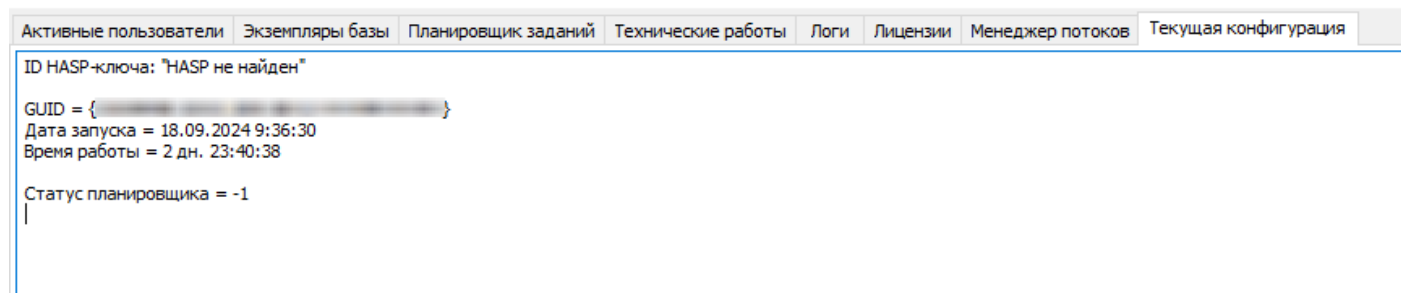 Активные пользователи Экземпляры базы Планировщик заданий Технические работы Логи Лицензии Менеджер потоков Текущая конфигурация
ID HASP-ключа: "HASP не найден"
GUID = { }
Дата запуска = 18.09.2024 9:36:30
Время работы = 2 дн. 23:40:38
Статус планировщика = -1